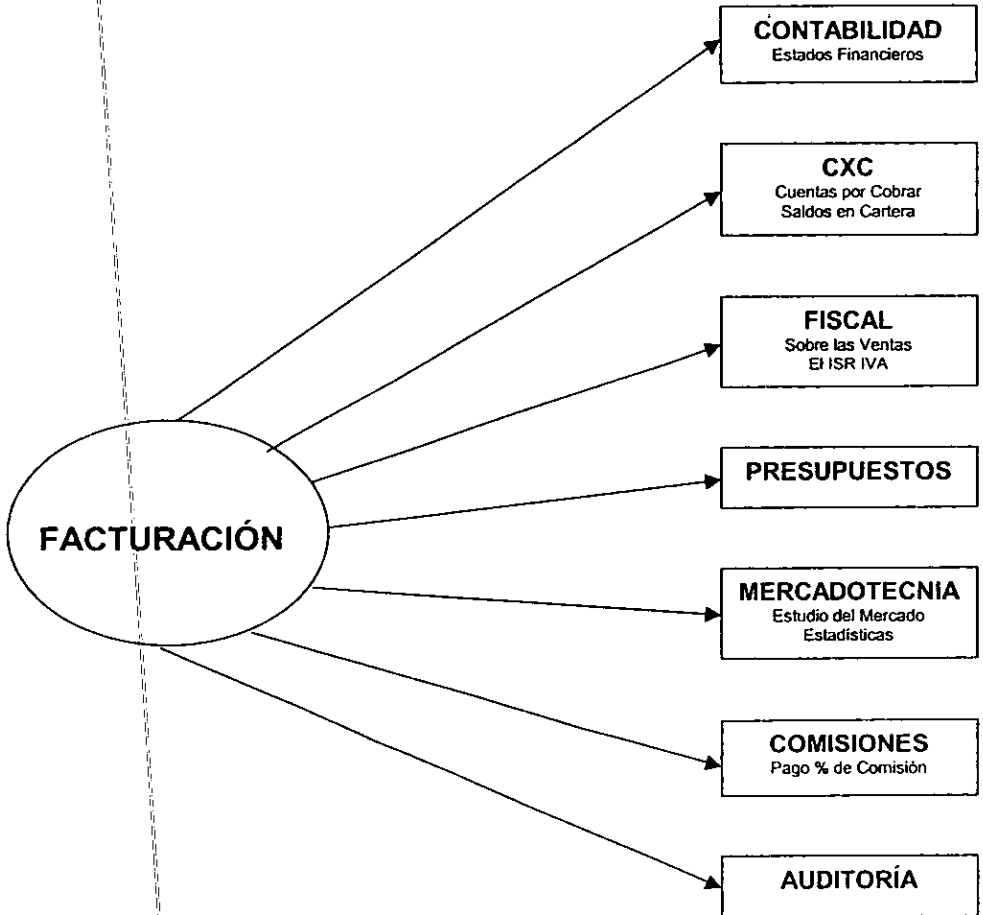 CONTABILIDAD
Estados Financieros
CXC
Cuentas por Cobrar
Saldos en Cartera
FISCAL
Sobre las Ventas
El ISR IVA
PRESUPUESTOS
FACTURACIÓN
MERCADOTECNIA
Estudio del Mercado
Estadísticas
COMISIONES
Pago % de Comisión
AUDITORÍA